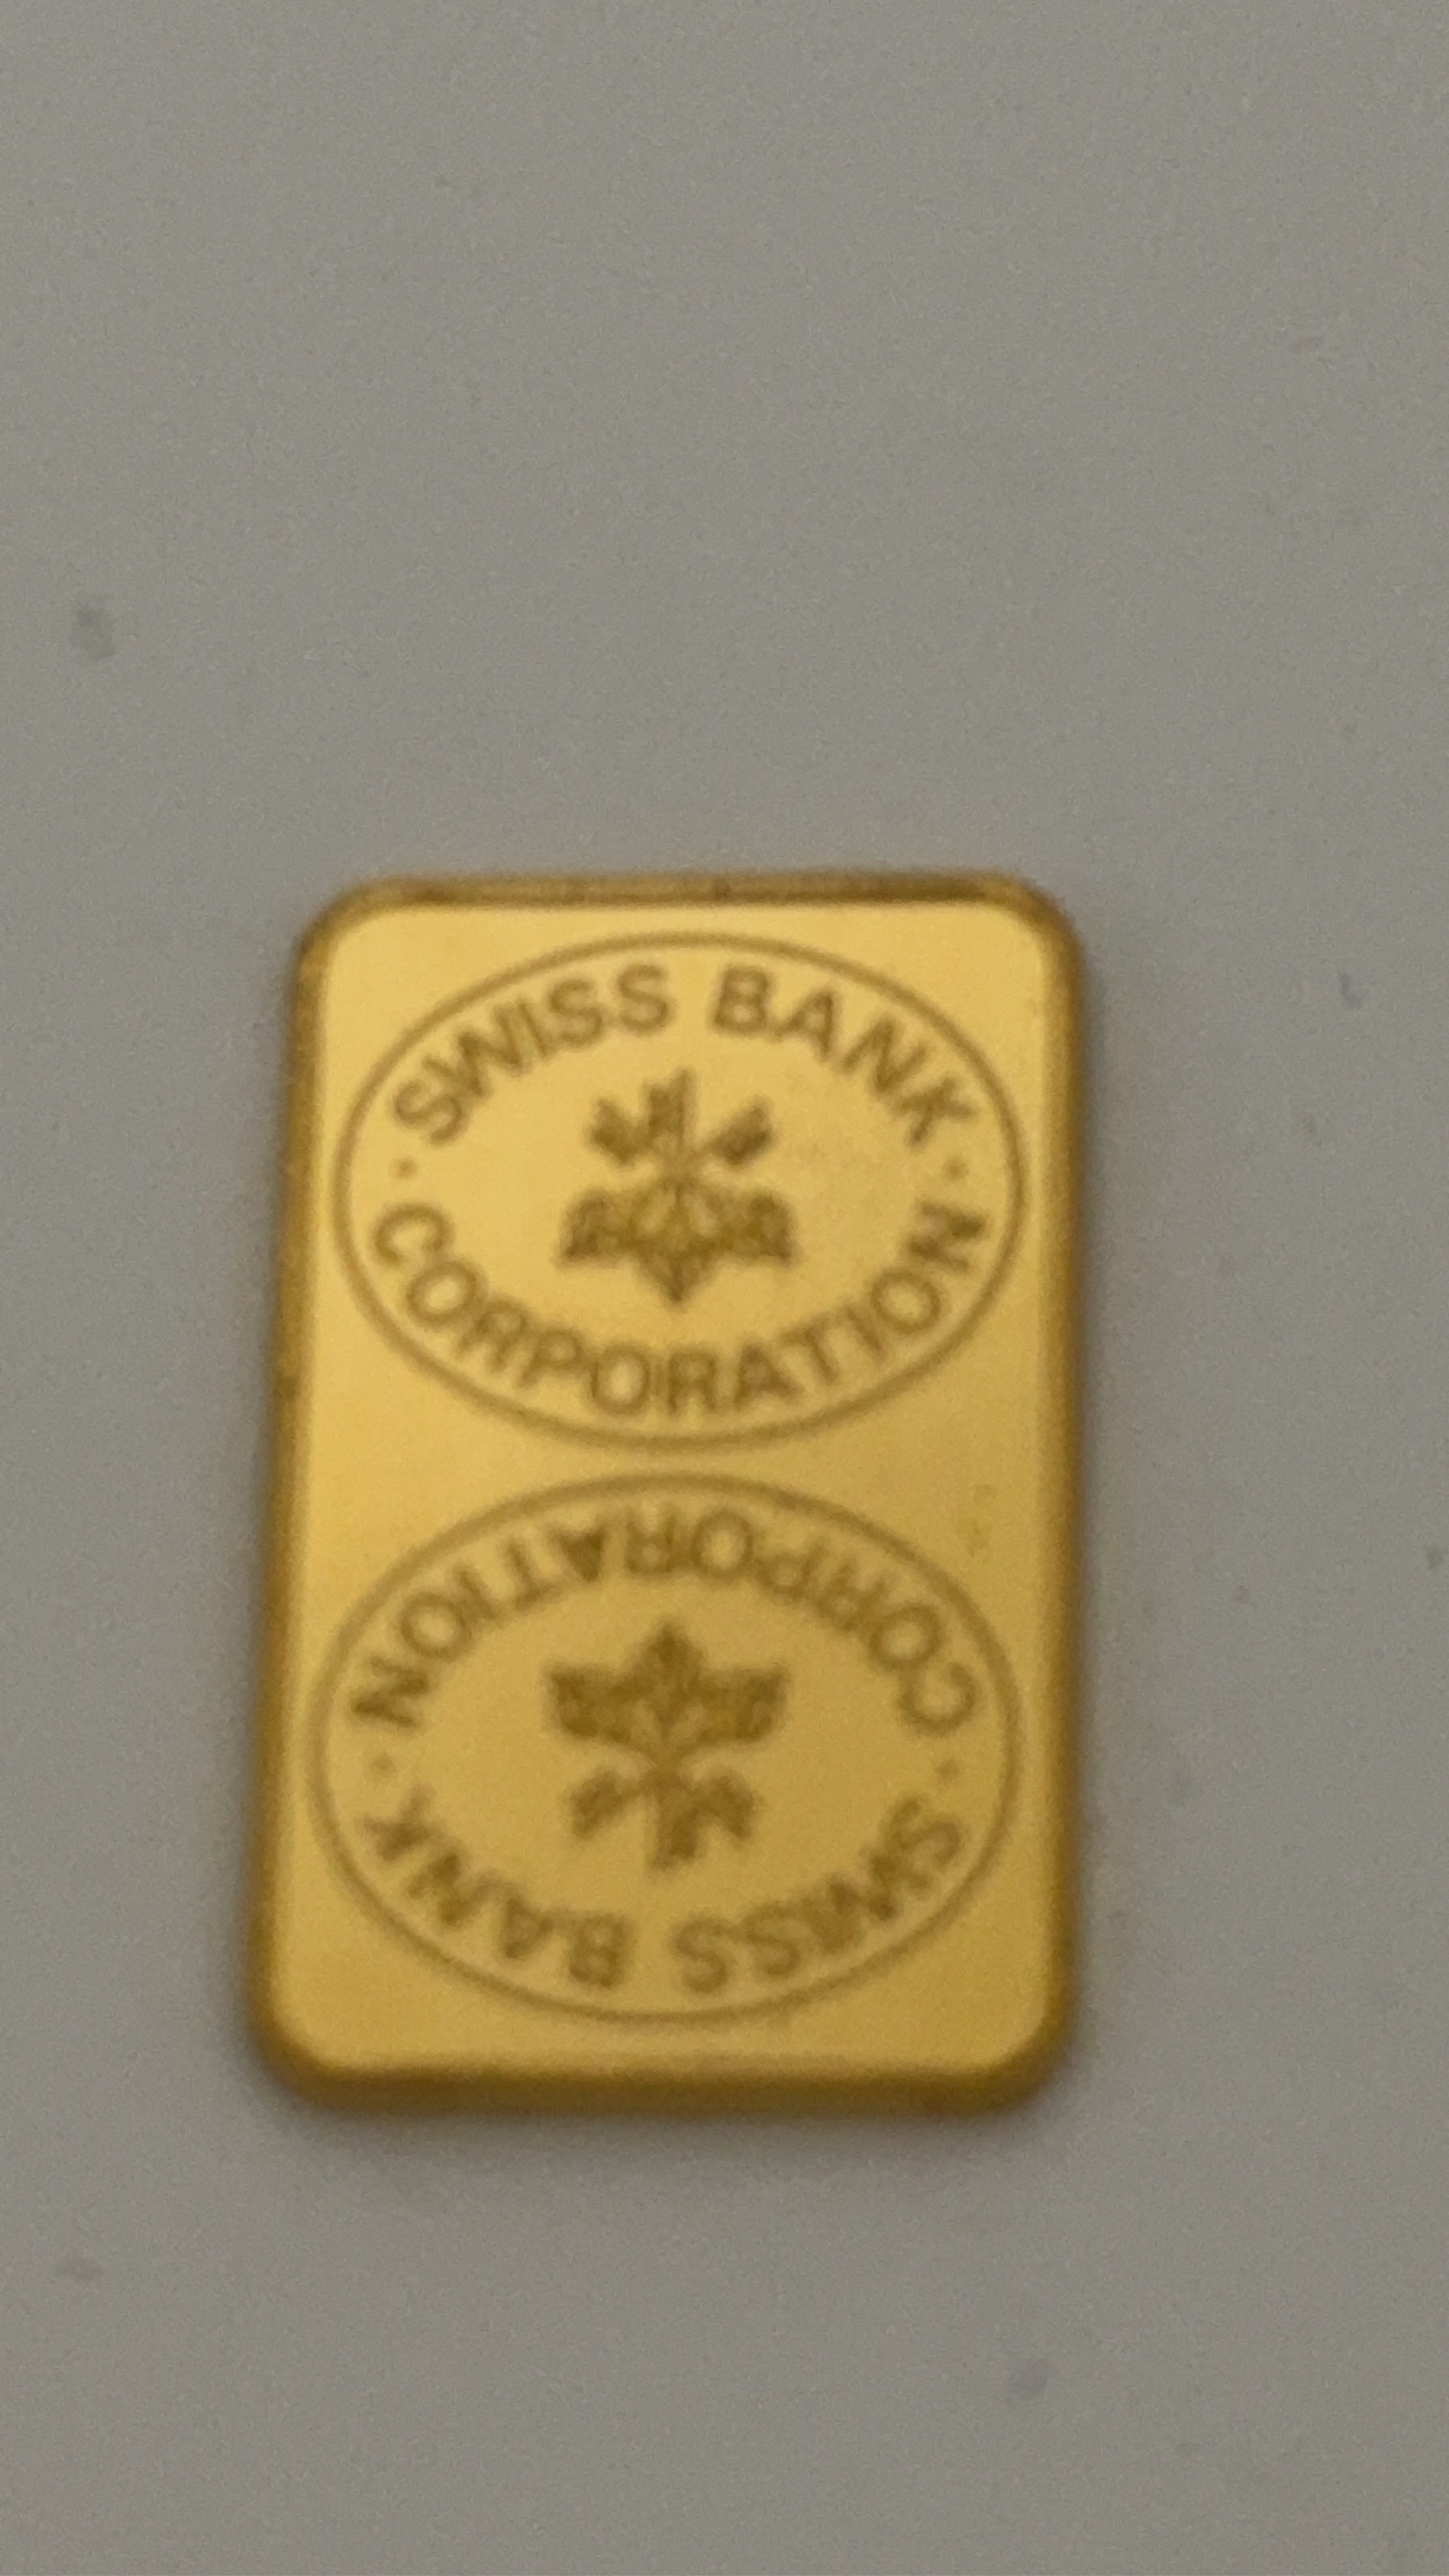 · SWISS BANK ·
CORPORATION
CORPORATION
· SWISS BANK ·